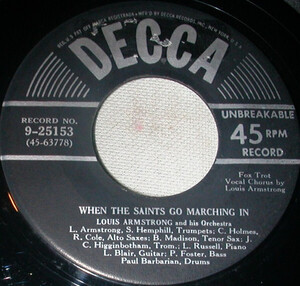 DECCA
RECORD NO.
9-25153
(45-63778)
UNBREAKABLE
45 RPM
RECORD
Fox Trot
Vocal Chorus by
Louis Armstrong
WHEN THE SAINTS GO MARCHING IN
LOUIS ARMSTRONG and his Orchestra
L. Armstrong, S. Hemphill, Trumpets; C. Holmes,
R. Cole, Alto Saxes; B. Madison, Tenor Sax; J.
C. Higginbotham, Trom.; L. Russell, Piano
L. Blair, Guitar; P. Foster, Bass
Paul Barbarian, Drums